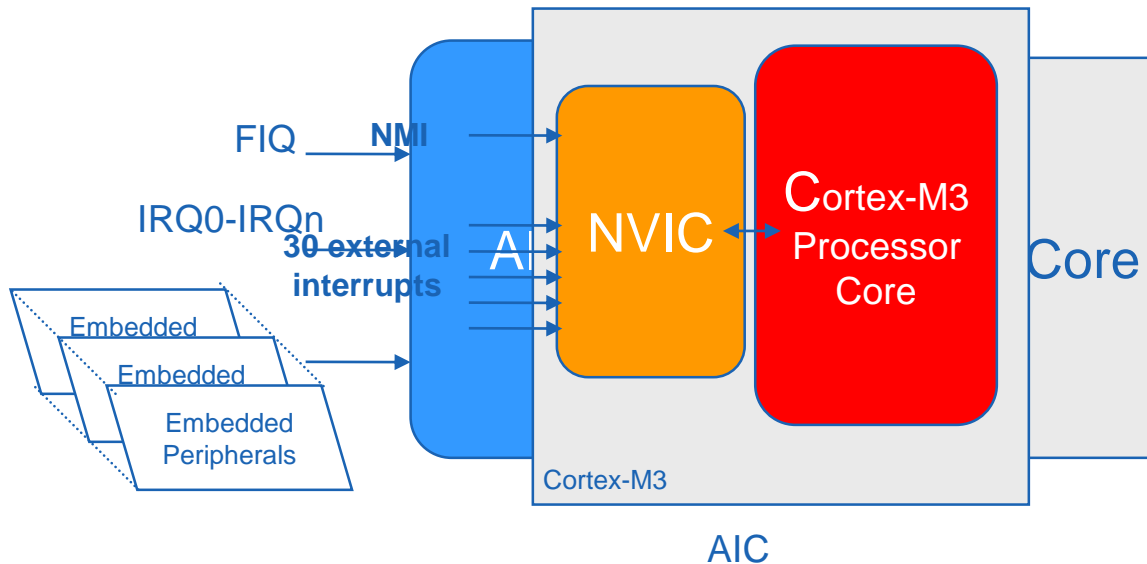 FIQ
NMI
IRQ0-IRQn
30 external
interrupts
A
NVIC
Cortex-M3
Processor
Core
Core
Embedded
Embedded
Embedded
Peripherals
Cortex-M3
AIC